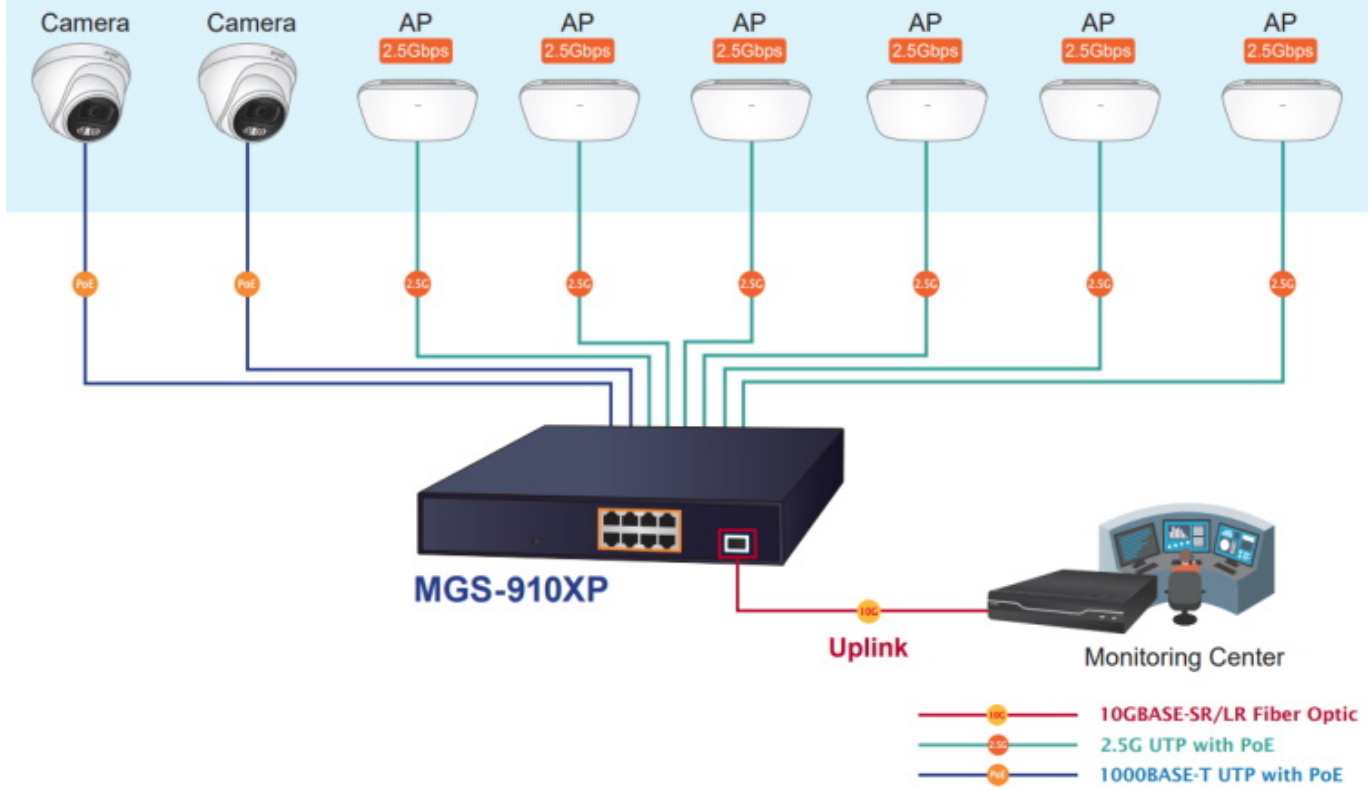 Camera Camera AP AP AP AP AP AP
2.5Gbps 2.5Gbps 2.5Gbps 2.5Gbps 2.5Gbps 2.5Gbps
PoE PoE 2.5G 2.5G 2.5G 2.5G 2.5G 2.5G
MGS-910XP
10G
Uplink
Monitoring Center
10G 10GBASE-SR/LR Fiber Optic
2.5G 2.5G UTP with PoE
PoE 1000BASE-T UTP with PoE